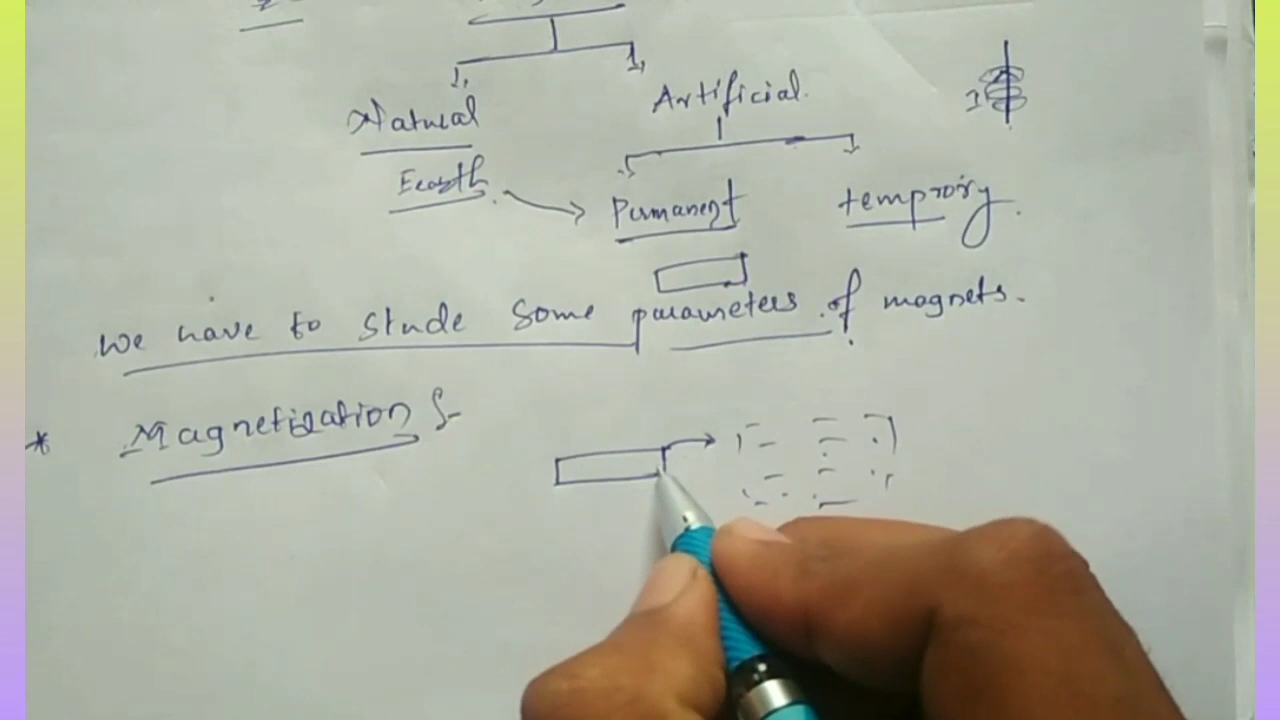 Natural
Artificial.
I
Earth.
Permanent
temprory.
we have to stude some parameters of magnets.
* Magnetization :-